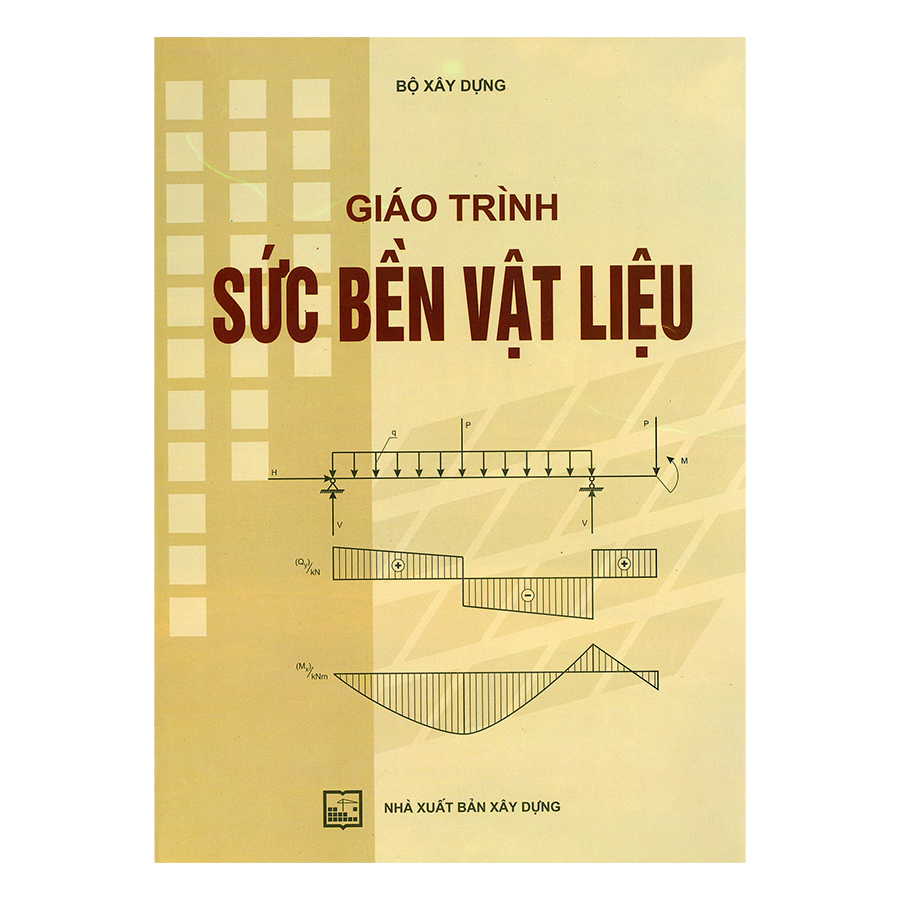 BỘ XÂY DỰNG
GIÁO TRÌNH
SỨC BỀN VẬT LIỆU
q
P
P
M
H
V
V
(Qy)/kN
+
+
−
(Mx)/kNm
NHÀ XUẤT BẢN XÂY DỰNG